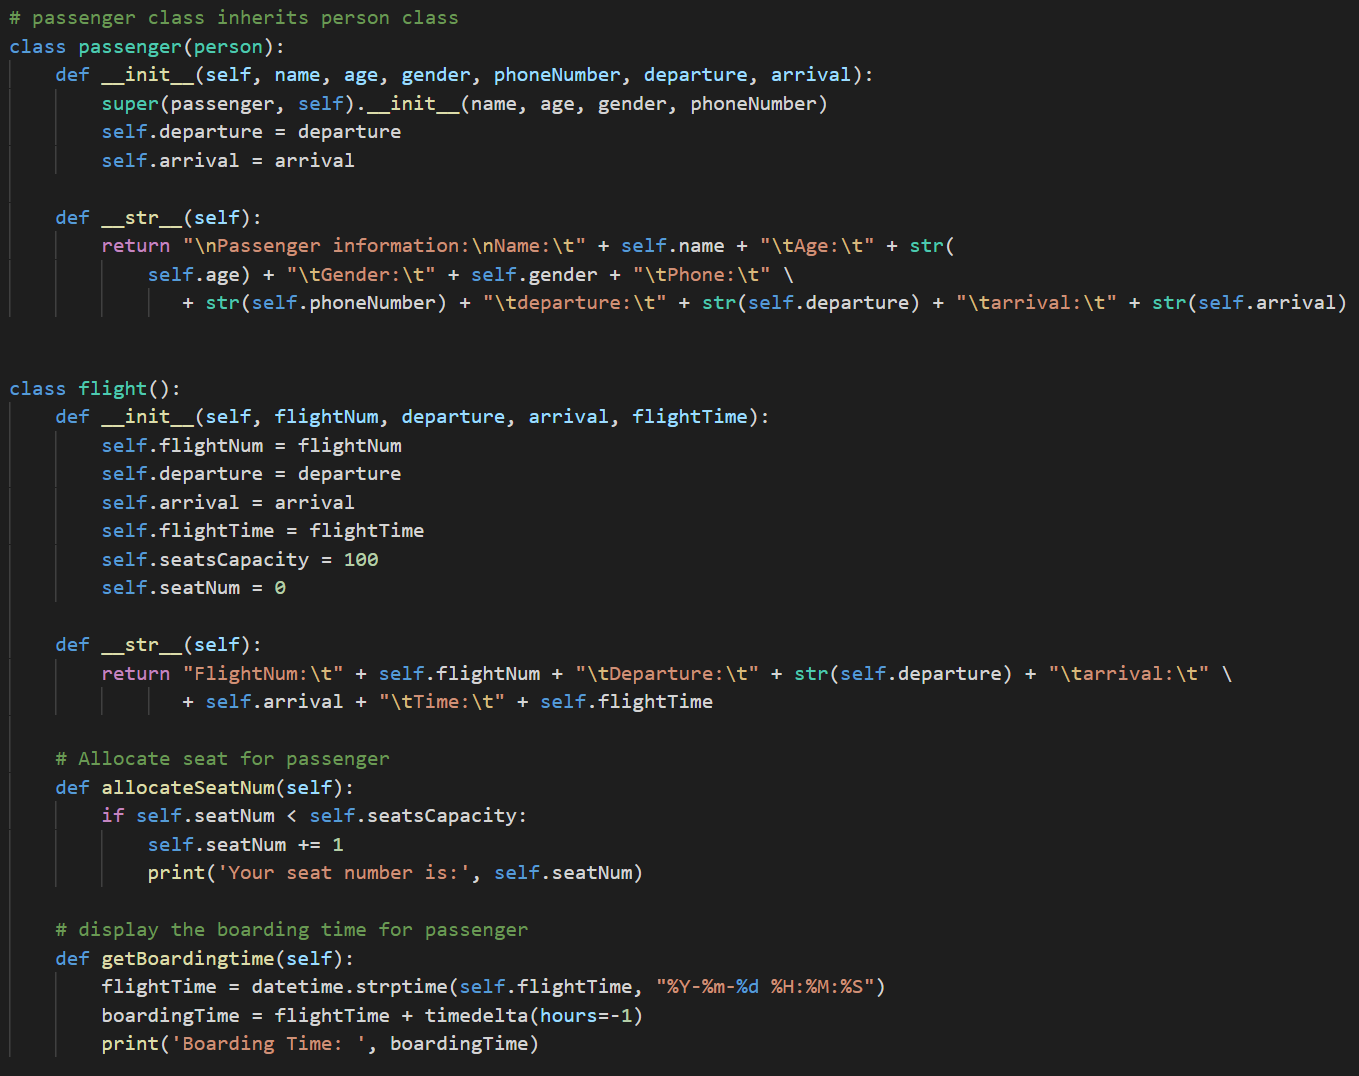 # passenger class inherits person class
class passenger(person):
    def __init__(self, name, age, gender, phoneNumber, departure, arrival):
        super(passenger, self).__init__(name, age, gender, phoneNumber)
        self.departure = departure
        self.arrival = arrival

    def __str__(self):
        return "\nPassenger information:\nName:\t" + self.name + "\tAge:\t" + str(
            self.age) + "\tGender:\t" + self.gender + "\tPhone:\t" \
               + str(self.phoneNumber) + "\tdeparture:\t" + str(self.departure) + "\tarrival:\t" + str(self.arrival)


class flight():
    def __init__(self, flightNum, departure, arrival, flightTime):
        self.flightNum = flightNum
        self.departure = departure
        self.arrival = arrival
        self.flightTime = flightTime
        self.seatsCapacity = 100
        self.seatNum = 0

    def __str__(self):
        return "FlightNum:\t" + self.flightNum + "\tDeparture:\t" + str(self.departure) + "\tarrival:\t" \
               + self.arrival + "\tTime:\t" + self.flightTime

    # Allocate seat for passenger
    def allocateSeatNum(self):
        if self.seatNum < self.seatsCapacity:
            self.seatNum += 1
            print('Your seat number is:', self.seatNum)

    # display the boarding time for passenger
    def getBoardingtime(self):
        flightTime = datetime.strptime(self.flightTime, "%Y-%m-%d %H:%M:%S")
        boardingTime = flightTime + timedelta(hours=-1)
        print('Boarding Time: ', boardingTime)